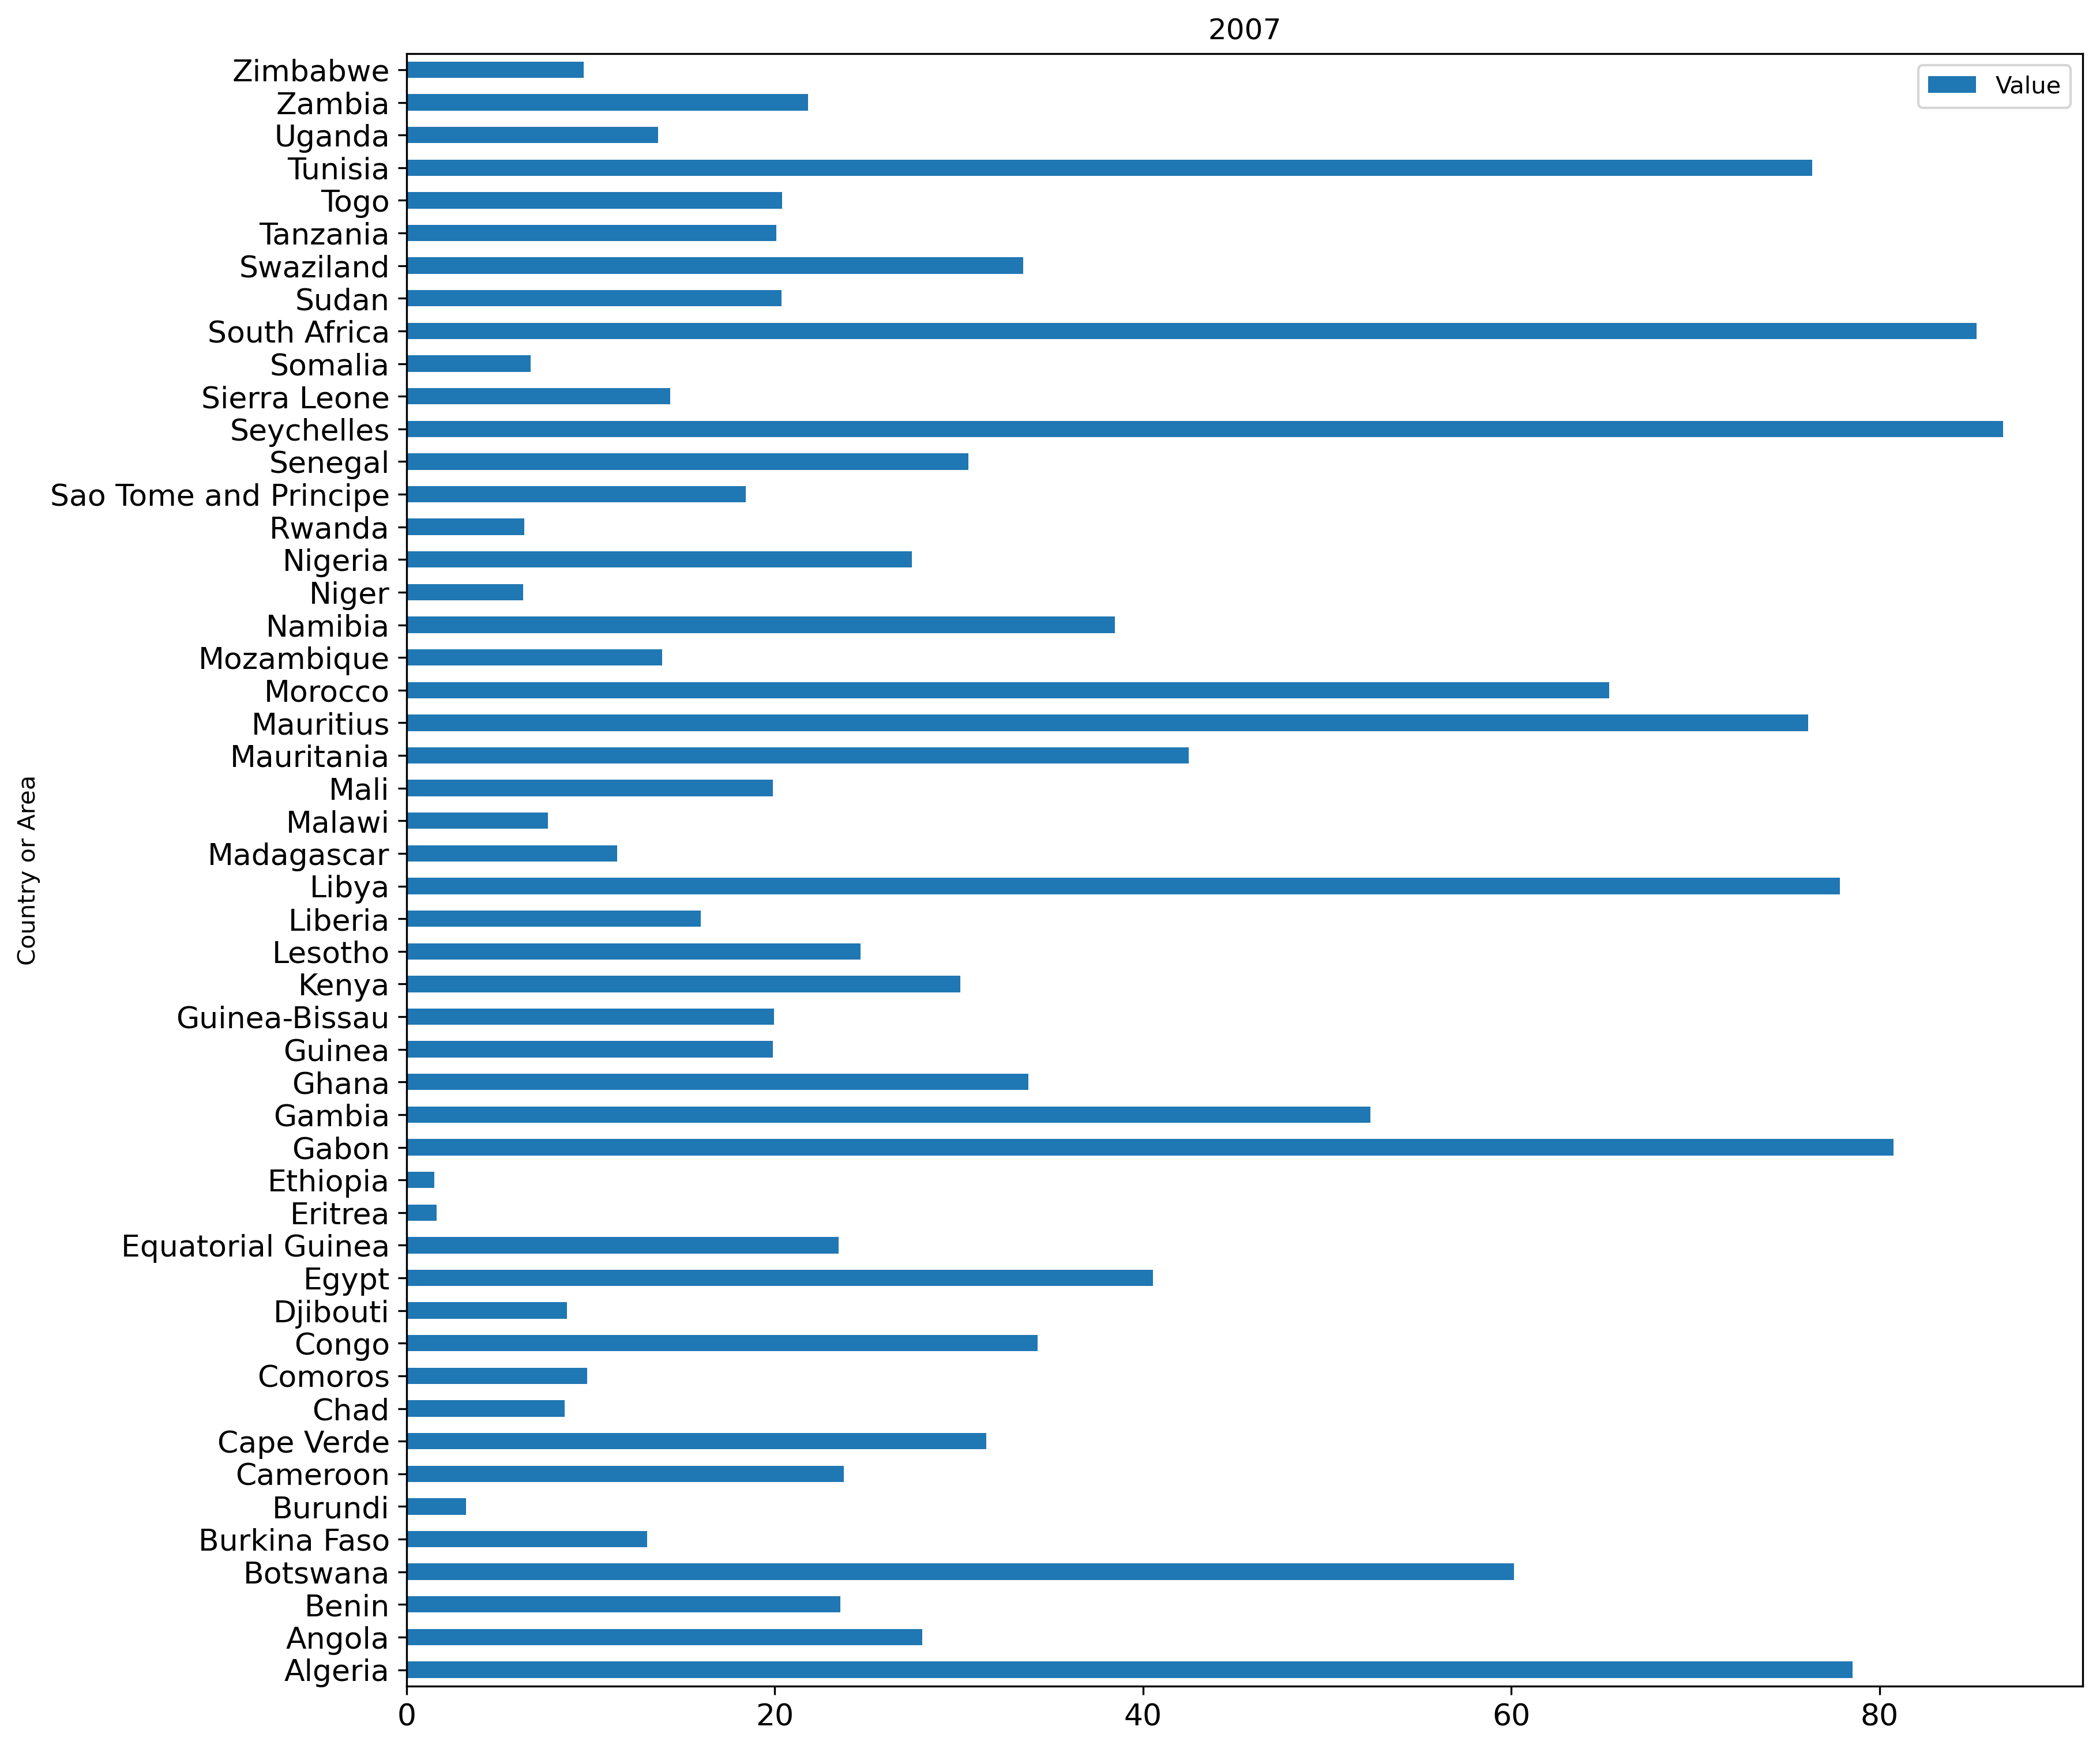 2007
Value
Zimbabwe
Zambia
Uganda
Tunisia
Togo
Tanzania
Swaziland
Sudan
South Africa
Somalia
Sierra Leone
Seychelles
Senegal
Sao Tome and Principe
Rwanda
Nigeria
Niger
Namibia
Mozambique
Morocco
Mauritius
Mauritania
Mali
Malawi
Madagascar
Libya
Liberia
Lesotho
Kenya
Guinea-Bissau
Guinea
Ghana
Gambia
Gabon
Ethiopia
Eritrea
Equatorial Guinea
Egypt
Djibouti
Congo
Comoros
Chad
Cape Verde
Cameroon
Burundi
Burkina Faso
Botswana
Benin
Angola
Algeria
Country or Area
0 20 40 60 80